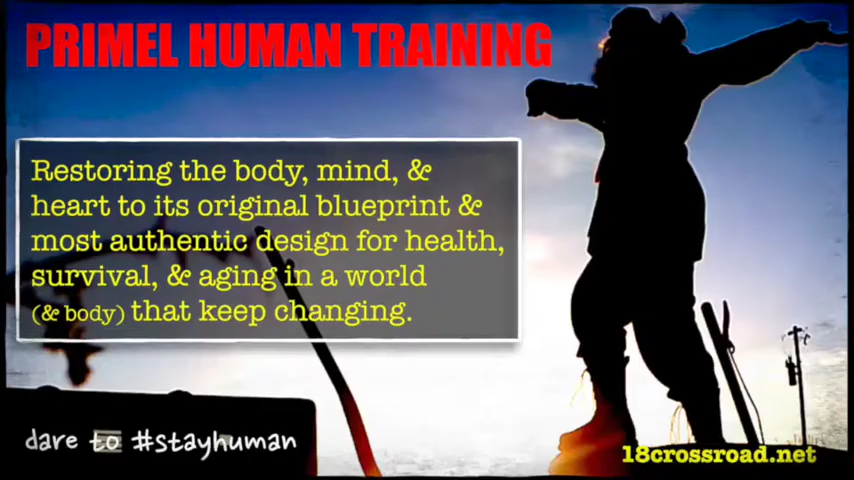 PRIMEL HUMAN TRAINING
Restoring the body, mind, &
heart to its original blueprint &
most authentic design for health,
survival, & aging in a world
(& body) that keep changing.
dare to #stayhuman
18crossroad.net